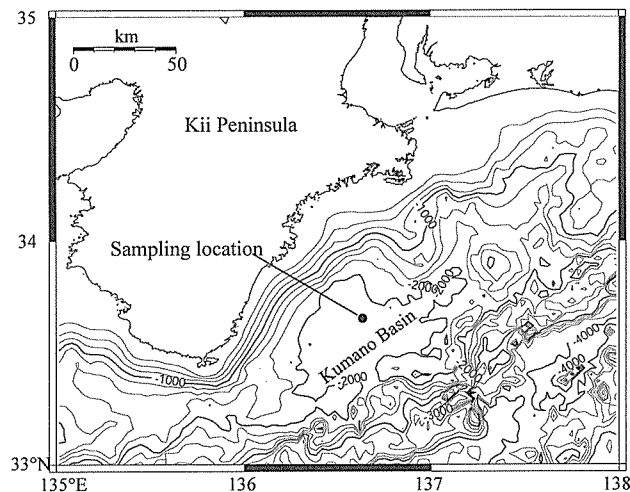 35
km
0 50
Kii Peninsula
-1000
34
Sampling location
-2000
-2000
Kumano Basin
-4000
-1000
-2000
-4000
33°N
135°E 136 137 138